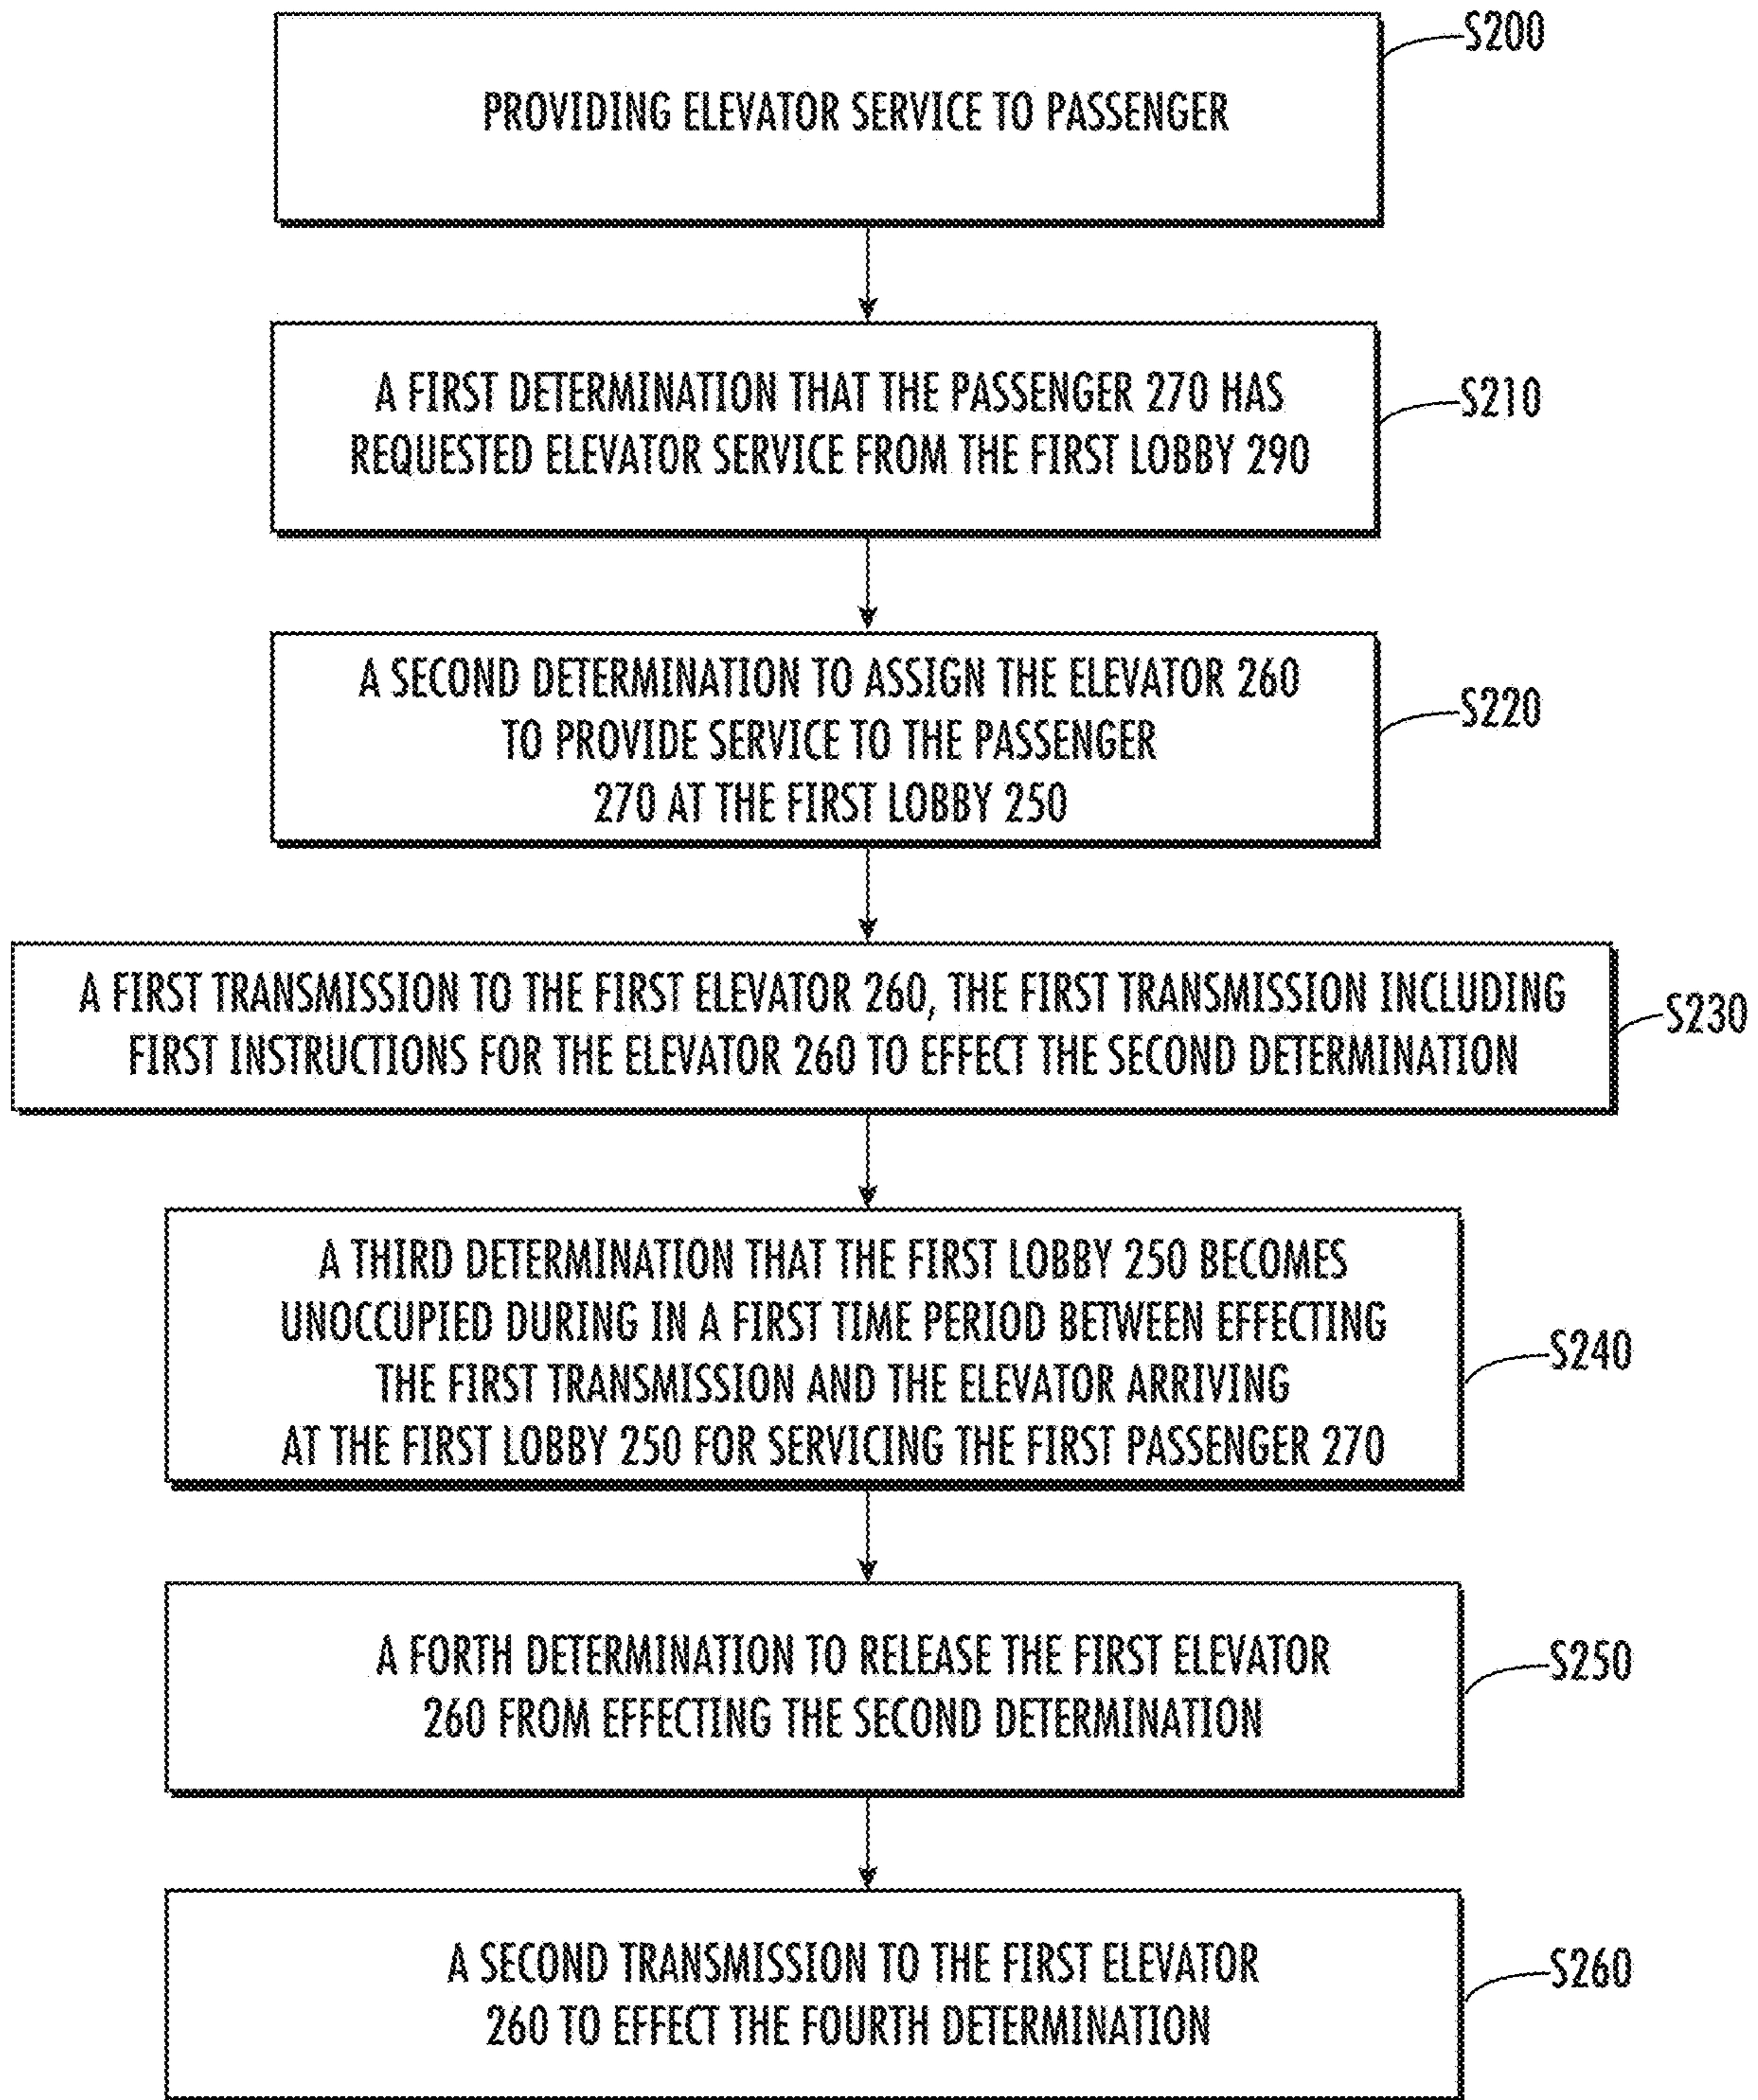 S200
PROVIDING ELEVATOR SERVICE TO PASSENGER
A FIRST DETERMINATION THAT THE PASSENGER 270 HAS
REQUESTED ELEVATOR SERVICE FROM THE FIRST LOBBY 290
S210
A SECOND DETERMINATION TO ASSIGN THE ELEVATOR 260
TO PROVIDE SERVICE TO THE PASSENGER
270 AT THE FIRST LOBBY 250
S220
A FIRST TRANSMISSION TO THE FIRST ELEVATOR 260, THE FIRST TRANSMISSION INCLUDING
FIRST INSTRUCTIONS FOR THE ELEVATOR 260 TO EFFECT THE SECOND DETERMINATION
S230
A THIRD DETERMINATION THAT THE FIRST LOBBY 250 BECOMES
UNOCCUPIED DURING IN A FIRST TIME PERIOD BETWEEN EFFECTING
THE FIRST TRANSMISSION AND THE ELEVATOR ARRIVING
AT THE FIRST LOBBY 250 FOR SERVICING THE FIRST PASSENGER 270
S240
A FORTH DETERMINATION TO RELEASE THE FIRST ELEVATOR
260 FROM EFFECTING THE SECOND DETERMINATION
S250
A SECOND TRANSMISSION TO THE FIRST ELEVATOR
260 TO EFFECT THE FOURTH DETERMINATION
S260